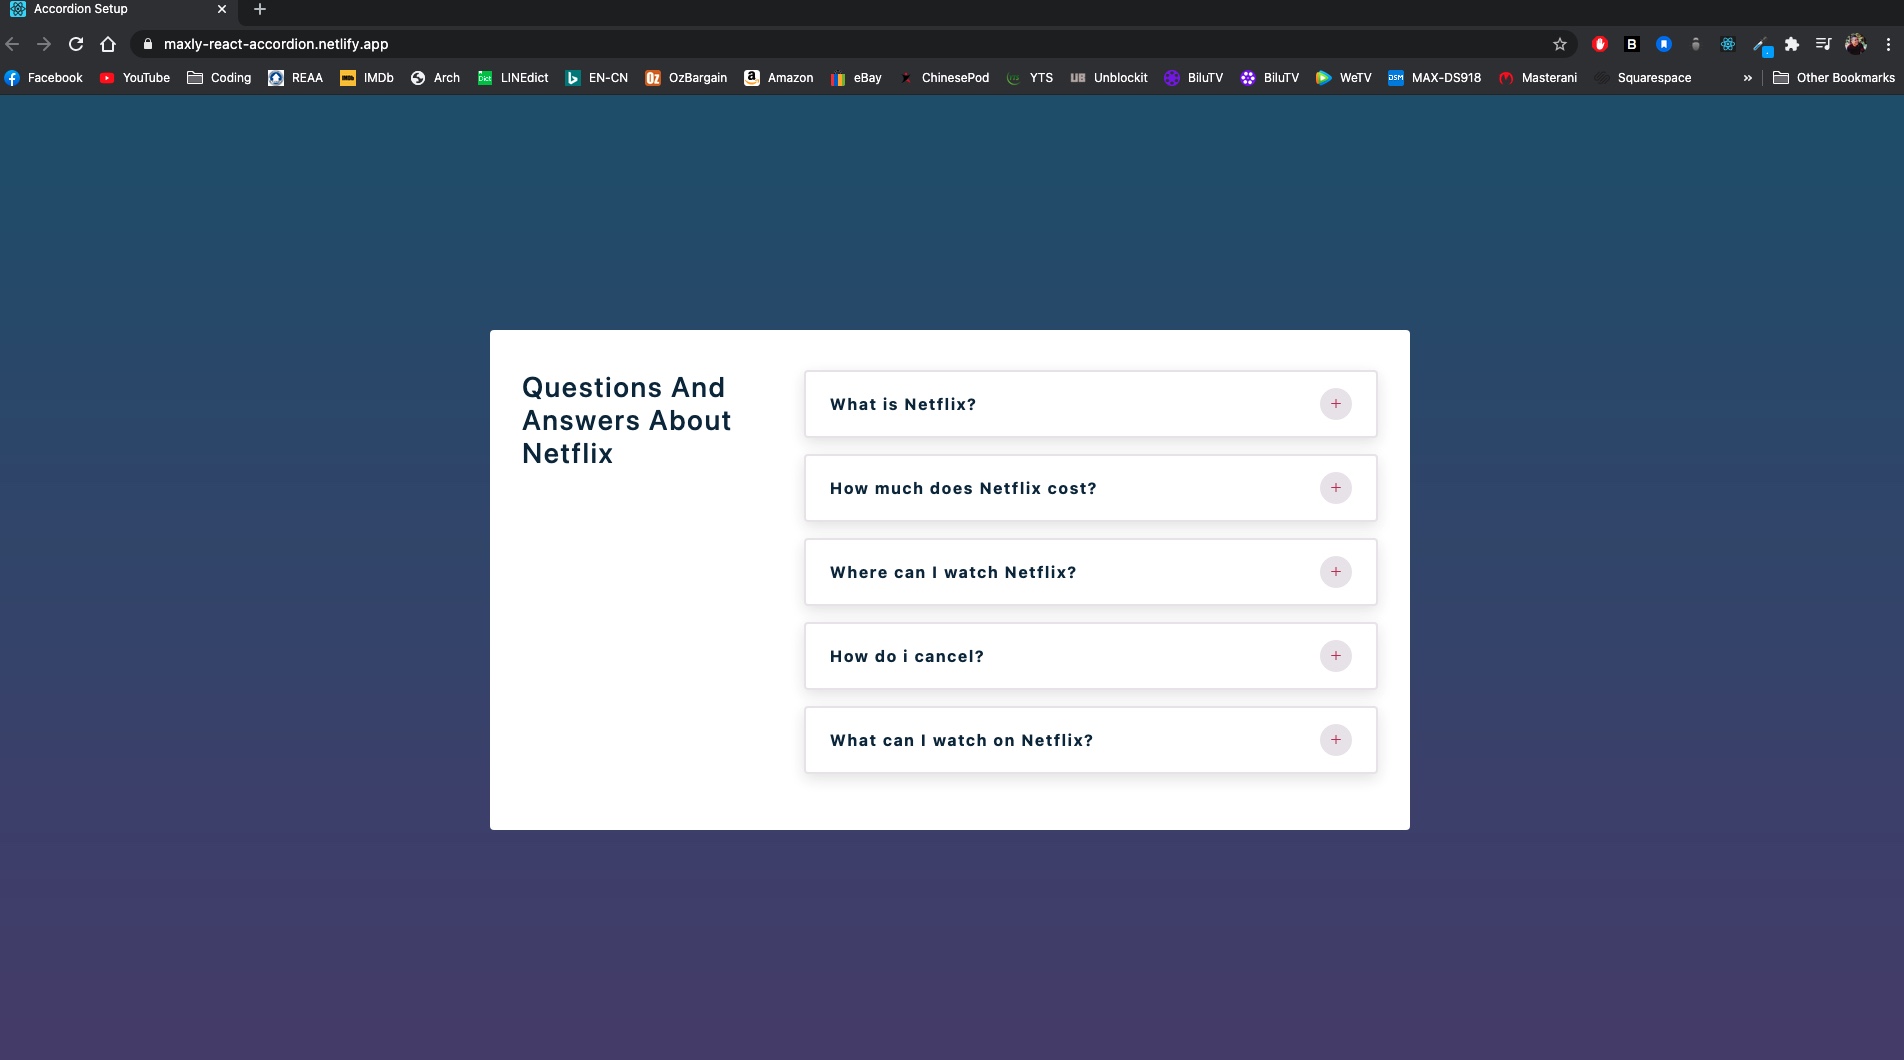 Accordion Setup
maxly-react-accordion.netlify.app
Facebook YouTube Coding REAA IMDb Arch LINEdict EN-CN OzBargain Amazon eBay ChinesePod YTS Unblockit BiluTV BiluTV WeTV MAX-DS918 Masterani Squarespace » Other Bookmarks
Questions And
Answers About
Netflix
What is Netflix?
How much does Netflix cost?
Where can I watch Netflix?
How do i cancel?
What can I watch on Netflix?